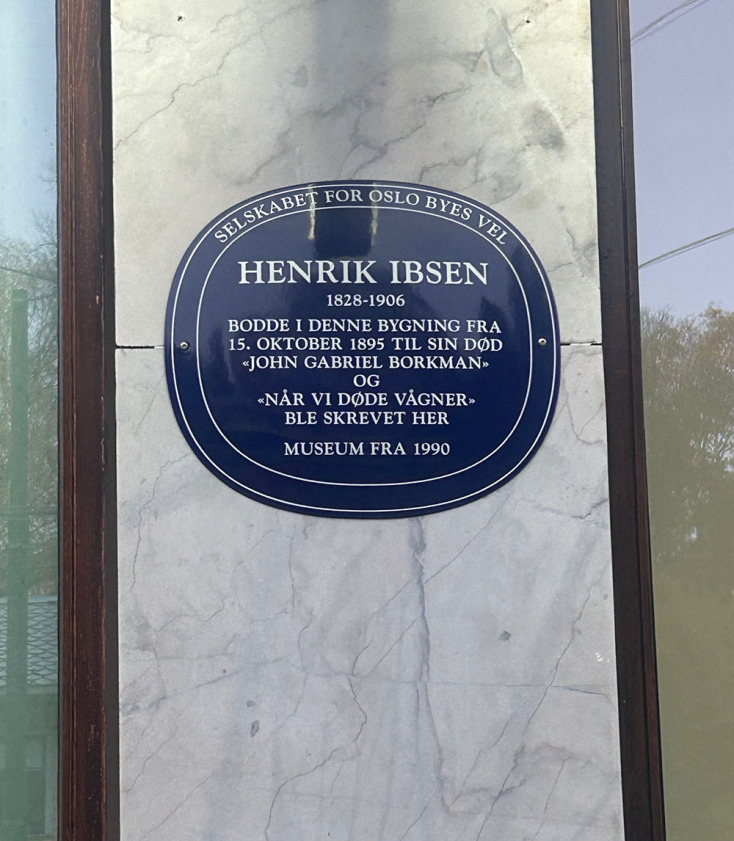 SELSKABET FOR OSLO BYES VEL
HENRIK IBSEN
1828-1906
BODDE I DENNE BYGNING FRA
15. OKTOBER 1895 TIL SIN DØD
«JOHN GABRIEL BORKMAN»
OG
«NÅR VI DØDE VÅGNER»
BLE SKREVET HER
MUSEUM FRA 1990